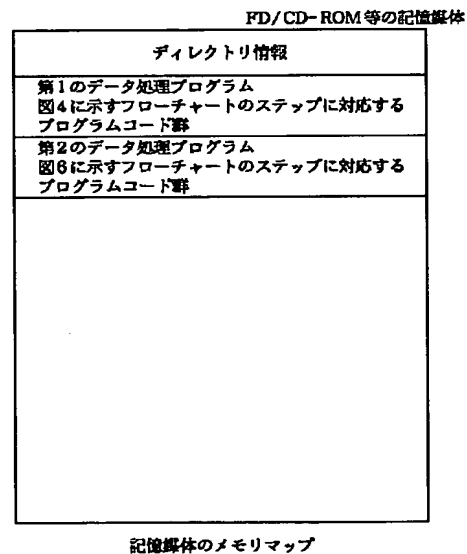 FD/CD-ROM等の記憶媒体
ディレクトリ情報
第1のデータ処理プログラム
図4に示すフローチャートのステップに対応する
プログラムコード群
第2のデータ処理プログラム
図6に示すフローチャートのステップに対応する
プログラムコード群
記憶媒体のメモリマップ